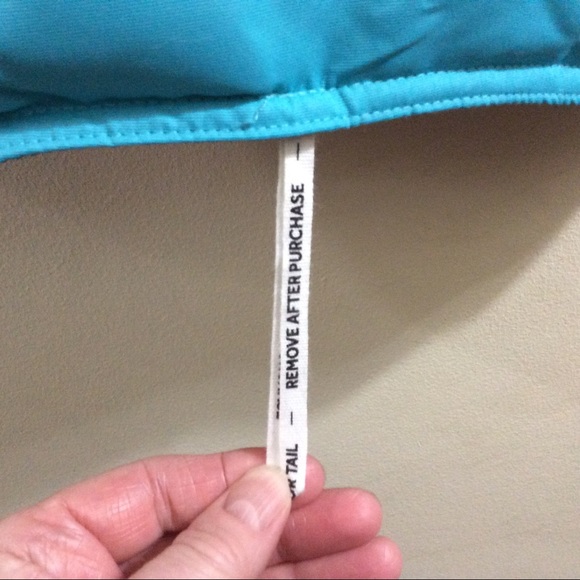 TAIL — REMOVE AFTER PURCHASE —